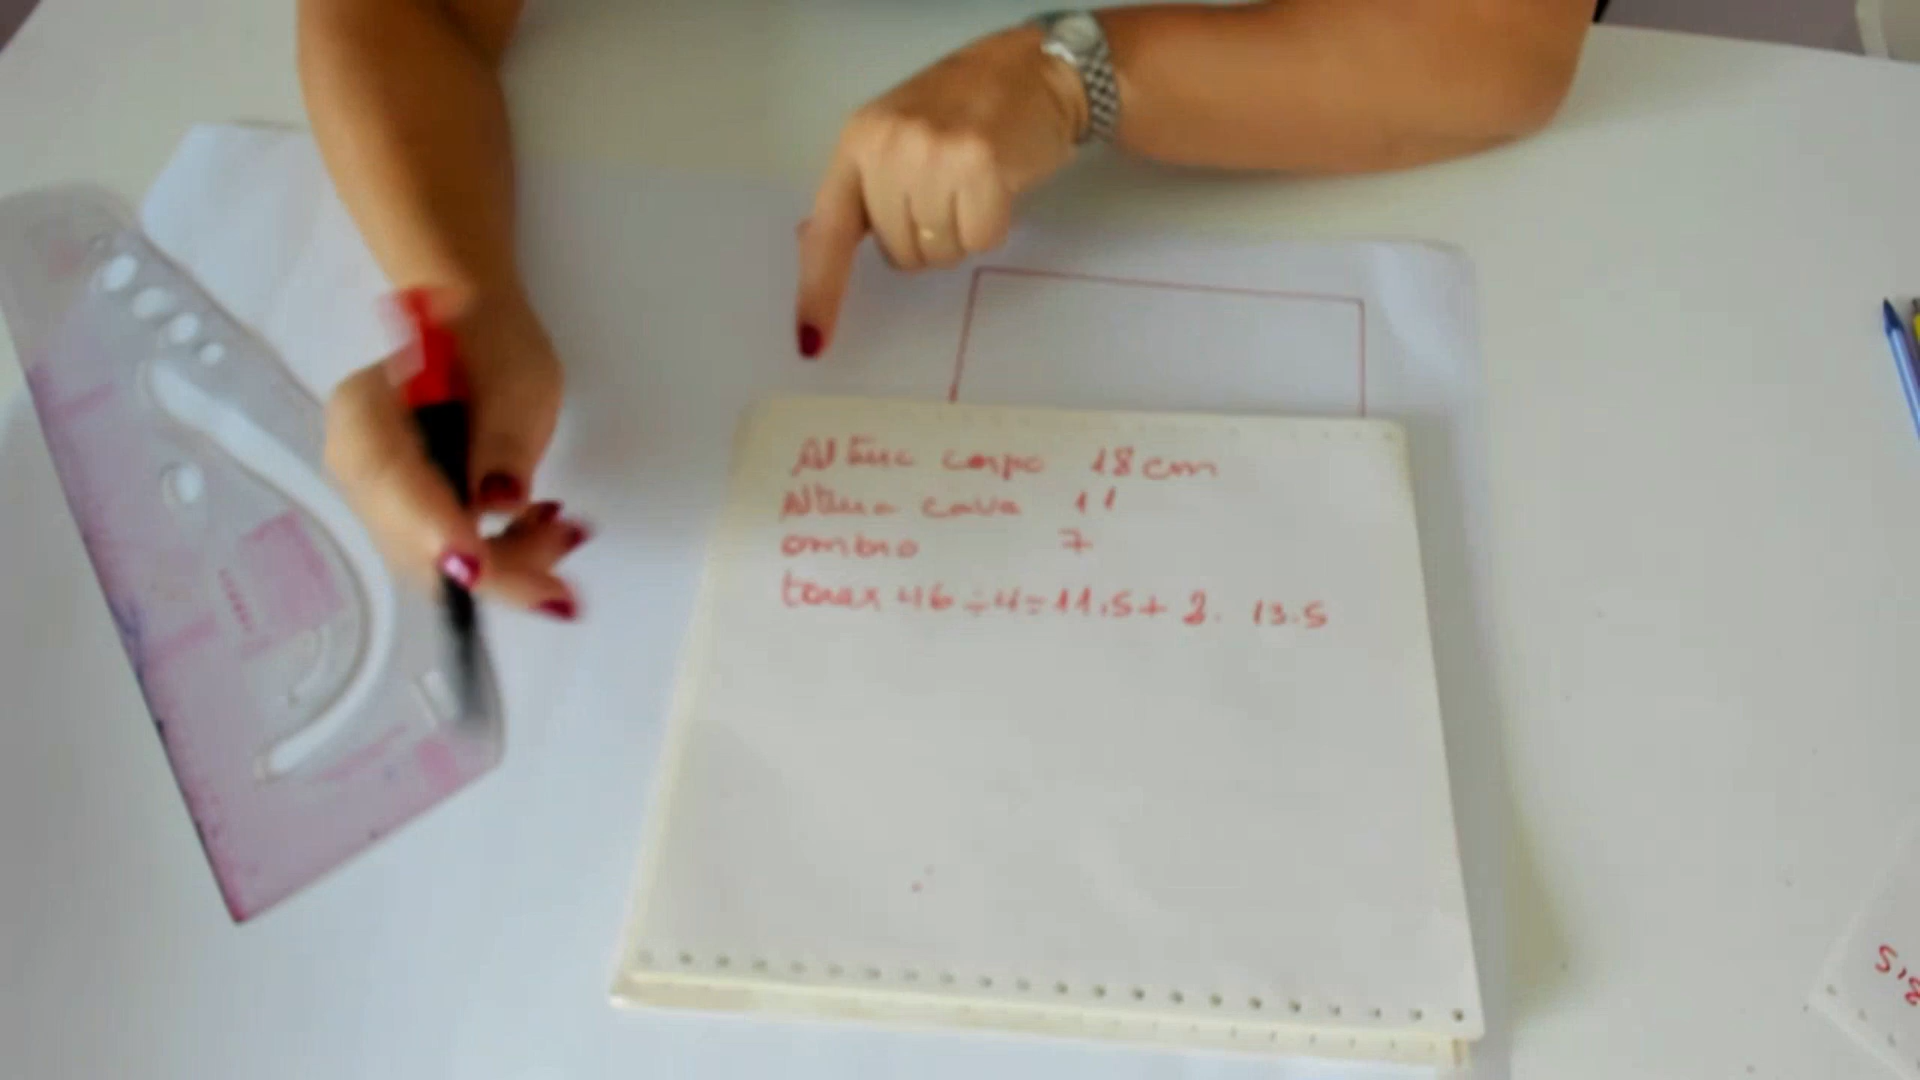 Altura corpo 18 cm
Altura cava 11
ombro 7
torax 46 ÷ 4 = 11.5 + 2. 13.5